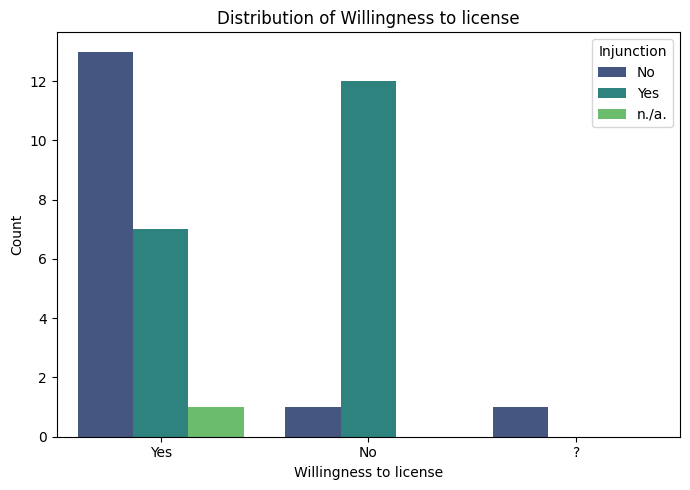 Distribution of Willingness to license
Injunction
No
Yes
n./a.
12
10
8
6
4
2
0
Count
Yes
No
?
Willingness to license